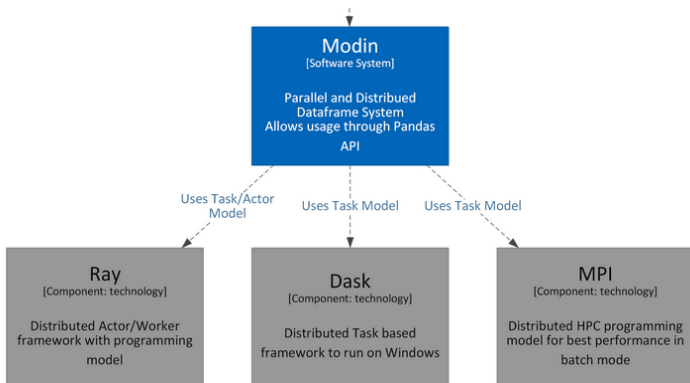 Modin
[Software System]
Parallel and Distribued
Dataframe System
Allows usage through Pandas
API
Uses Task/Actor
Model
Uses Task Model
Uses Task Model
Ray
[Component: technology]
Distributed Actor/Worker
framework with programming
model
Dask
[Component: technology]
Distributed Task based
framework to run on Windows
MPI
[Component: technology]
Distributed HPC programming
model for best performance in
batch mode